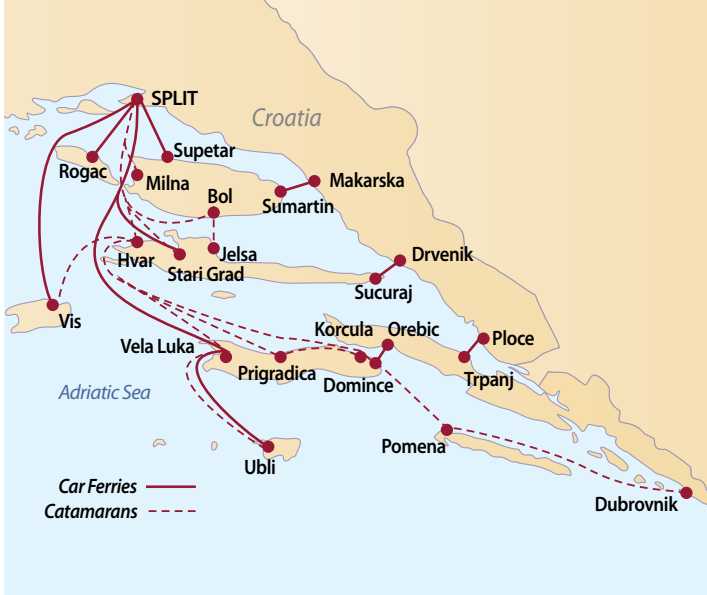 SPLIT
Croatia
Supetar
Rogac
Milna
Makarska
Bol
Sumartin
Hvar
Jelsa
Drvenik
Stari Grad
Sucuraj
Vis
Korcula
Orebic
Ploce
Vela Luka
Prigradica
Domince
Trpanj
Adriatic Sea
Pomena
Ubli
Car Ferries
Catamarans
Dubrovnik